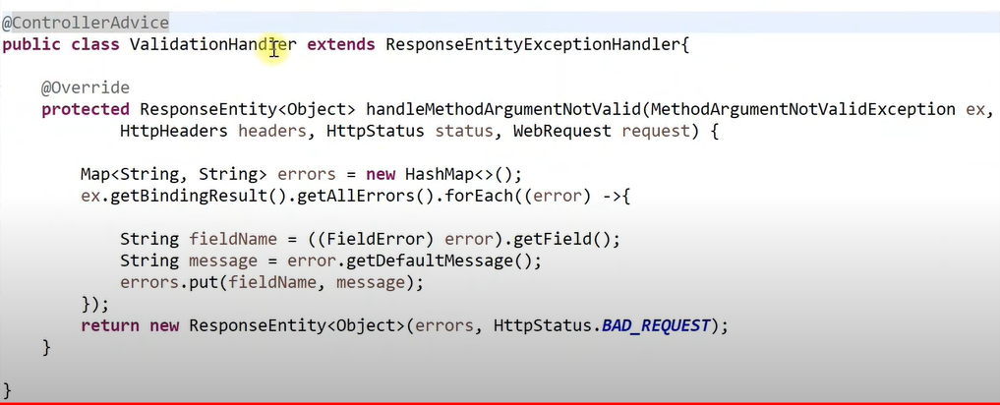 @ControllerAdvice
public class ValidationHandler extends ResponseEntityExceptionHandler{
@Override
protected ResponseEntity<Object> handleMethodArgumentNotValid(MethodArgumentNotValidException ex,
HttpHeaders headers, HttpStatus status, WebRequest request) {
Map<String, String> errors = new HashMap<>();
ex.getBindingResult().getAllErrors().forEach((error) ->{
String fieldName = ((FieldError) error).getField();
String message = error.getDefaultMessage();
errors.put(fieldName, message);
});
return new ResponseEntity<Object>(errors, HttpStatus.BAD_REQUEST);
}
}